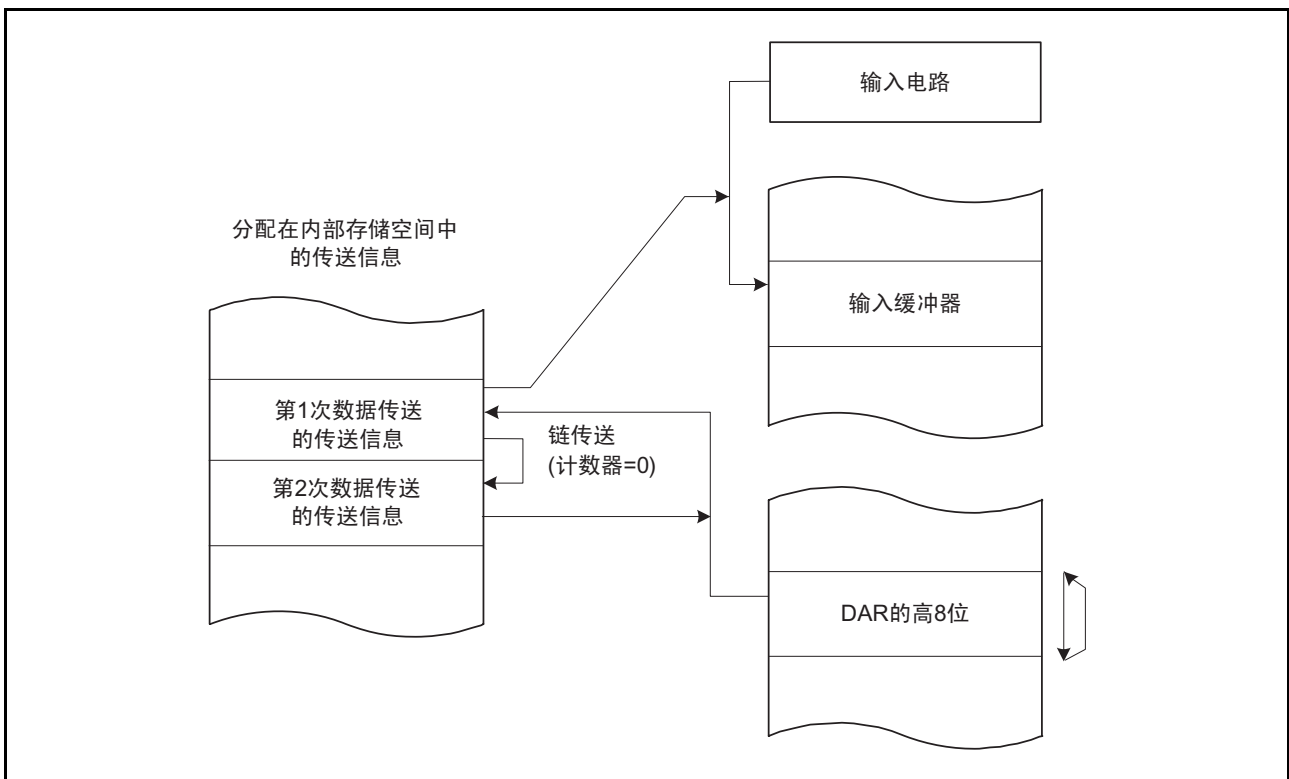 输入电路
分配在内部存储空间中
的传送信息
输入缓冲器
第1次数据传送
的传送信息
链传送
(计数器=0)
第2次数据传送
的传送信息
DAR的高8位